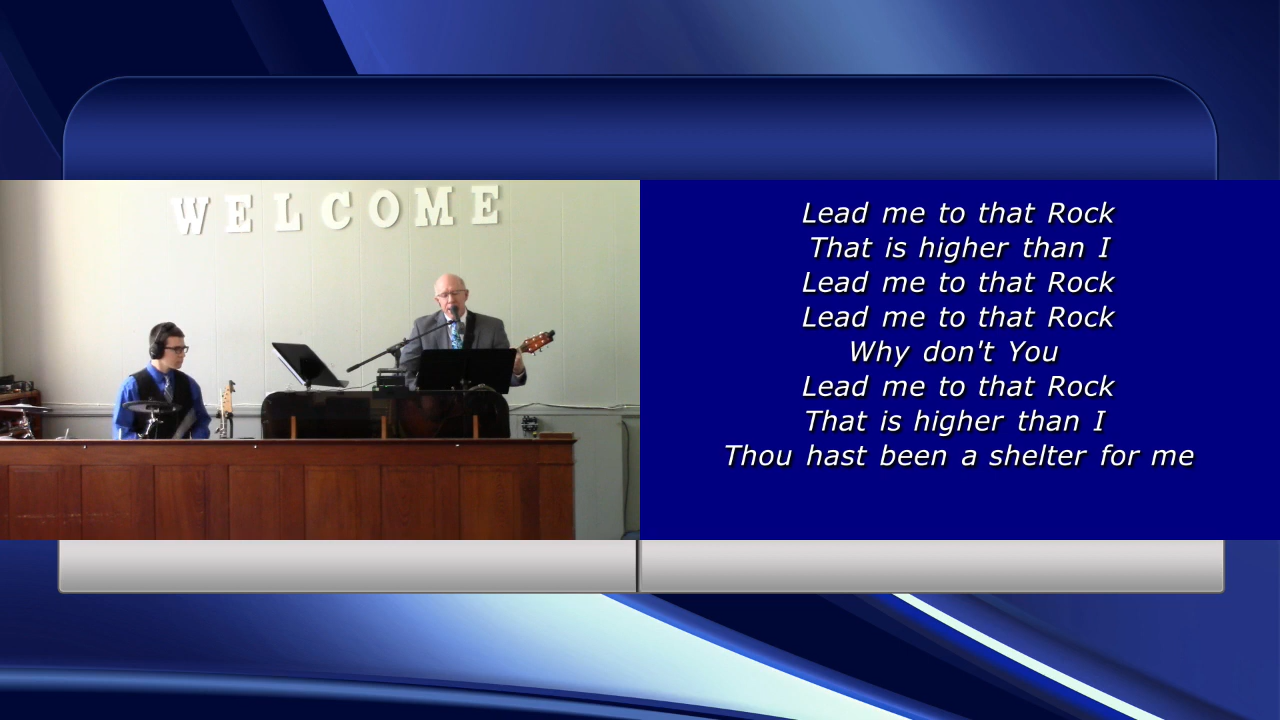 WELCOME
Lead me to that Rock
That is higher than I
Lead me to that Rock
Lead me to that Rock
Why don't You
Lead me to that Rock
That is higher than I
Thou hast been a shelter for me